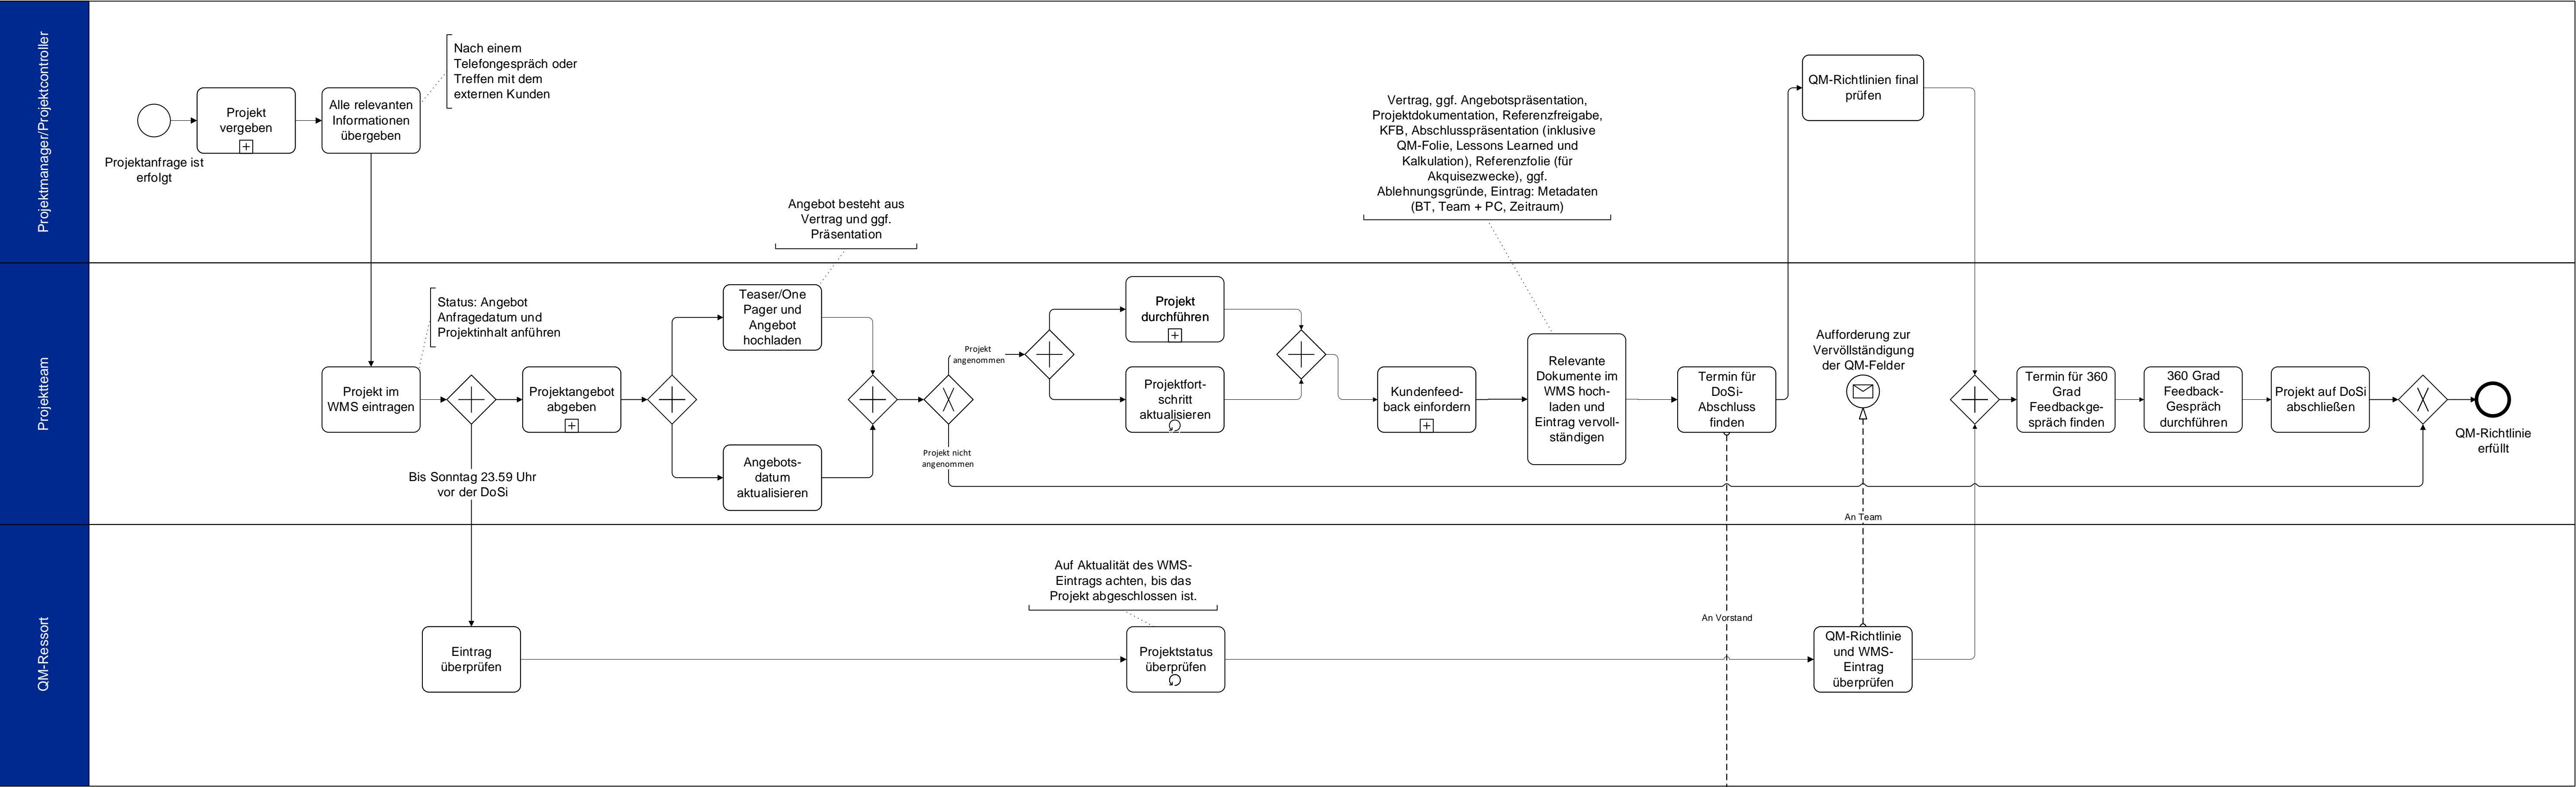 Projektmanager/Projektcontroller
Projektanfrage ist
erfolgt
Projekt
vergeben
Alle relevanten
Informationen
übergeben
Nach einem
Telefongespräch oder
Treffen mit dem
externen Kunden
Angebot besteht aus
Vertrag und ggf.
Präsentation
Vertrag, ggf. Angebotspräsentation,
Projektdokumentation, Referenzfreigabe,
KFB, Abschlusspräsentation (inklusive
QM-Folie, Lessons Learned und
Kalkulation), Referenzfolie (für
Akquisezwecke), ggf.
Ablehnungsgründe, Eintrag: Metadaten
(BT, Team + PC, Zeitraum)
QM-Richtlinien final
prüfen
Projektteam
Status: Angebot
Anfragedatum und
Projektinhalt anführen
Projekt im
WMS eintragen
Bis Sonntag 23.59 Uhr
vor der DoSi
Projektangebot
abgeben
Teaser/One
Pager und
Angebot
hochladen
Angebots-
datum
aktualisieren
Projekt
angenommen
Projekt nicht
angenommen
Projekt
durchführen
Projektfort-
schritt
aktualisieren
Kundenfeed-
back einfordern
Relevante
Dokumente im
WMS hoch-
laden und
Eintrag vervoll-
ständigen
Termin für
DoSi-
Abschluss
finden
Aufforderung zur
Vervöllständigung
der QM-Felder
An Team
Termin für 360
Grad
Feedbackge-
spräch finden
360 Grad
Feedback-
Gespräch
durchführen
Projekt auf DoSi
abschließen
QM-Richtlinie
erfüllt
QM-Ressort
Eintrag
überprüfen
Auf Aktualität des WMS-
Eintrags achten, bis das
Projekt abgeschlossen ist.
Projektstatus
überprüfen
An Vorstand
QM-Richtlinie
und WMS-
Eintrag
überprüfen